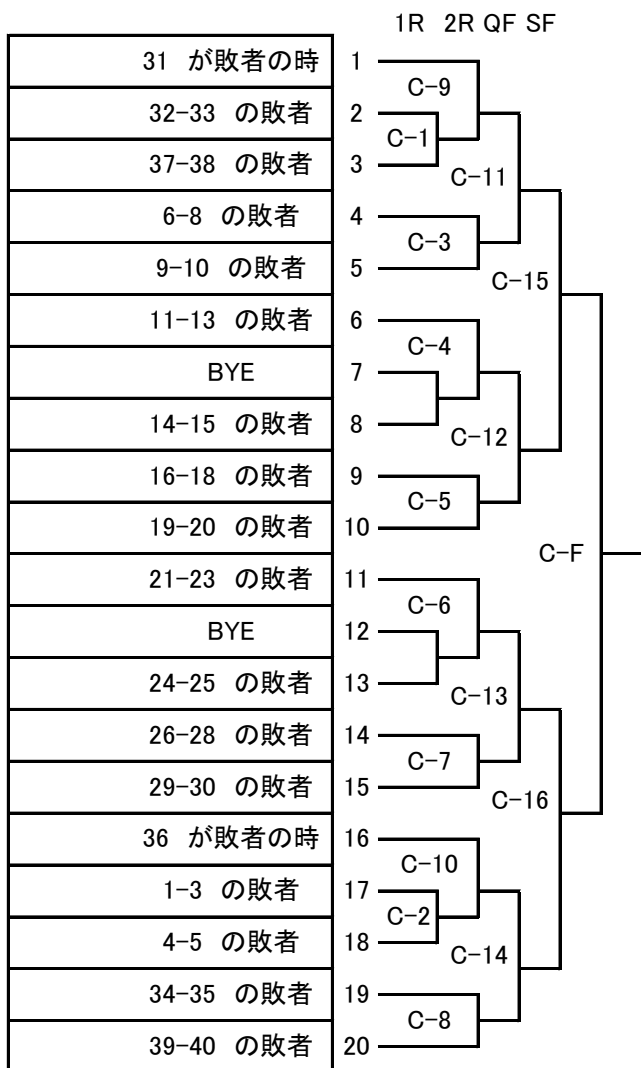 1R 2R QF SF
31 が敗者の時 1
C-9
32-33 の敗者 2
C-1
37-38 の敗者 3
C-11
6-8 の敗者 4
C-3
9-10 の敗者 5
C-15
11-13 の敗者 6
C-4
BYE 7
14-15 の敗者 8
C-12
16-18 の敗者 9
C-5
19-20 の敗者 10
C-F
21-23 の敗者 11
C-6
BYE 12
24-25 の敗者 13
C-13
26-28 の敗者 14
C-7
29-30 の敗者 15
C-16
36 が敗者の時 16
C-10
1-3 の敗者 17
C-2
4-5 の敗者 18
C-14
34-35 の敗者 19
C-8
39-40 の敗者 20